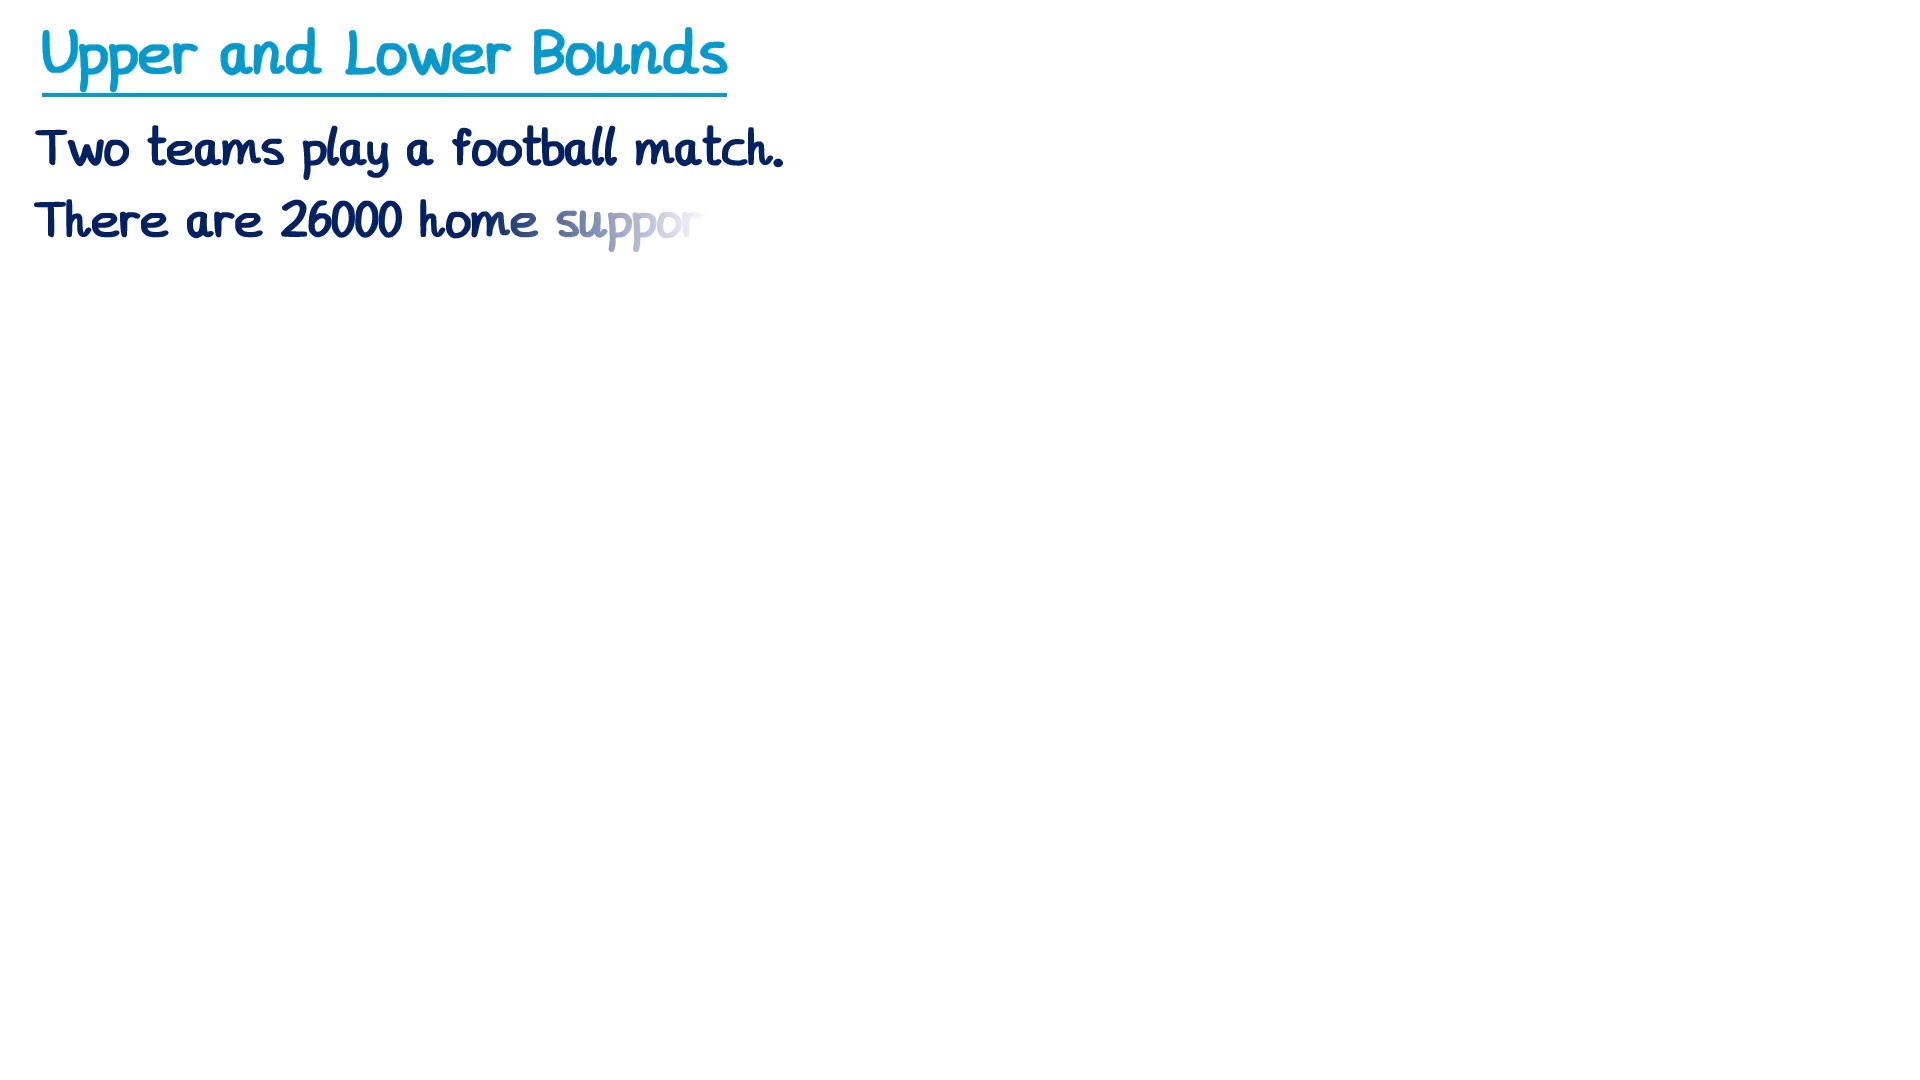 Upper and Lower Bounds
Two teams play a football match.
There are 26000 home suppor